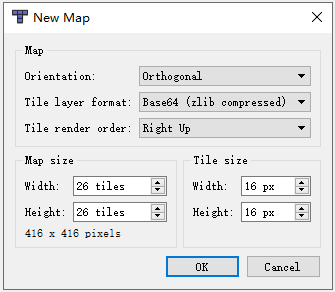 New Map
Map
Orientation: Orthogonal
Tile layer format: Base64 (zlib compressed)
Tile render order: Right Up
Map size
Width: 26 tiles
Height: 26 tiles
416 x 416 pixels
Tile size
Width: 16 px
Height: 16 px
OK
Cancel